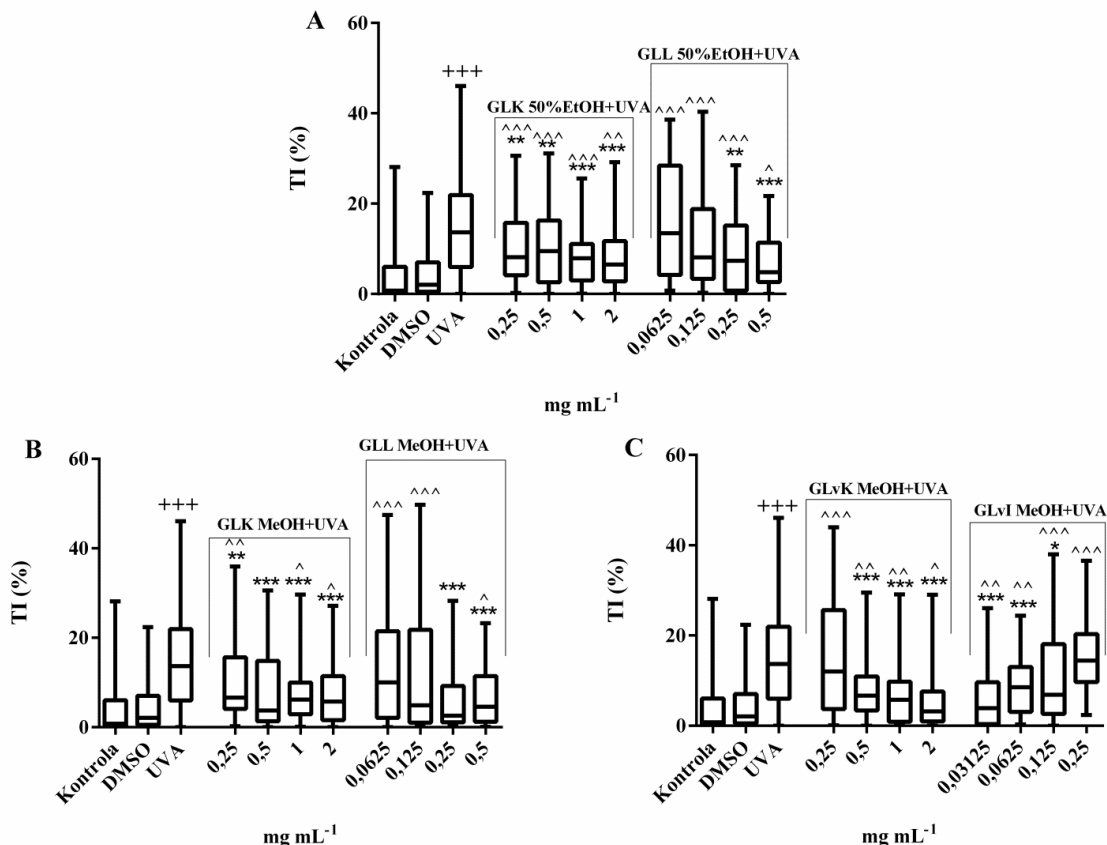 A
TI (%)
60
40
20
0
+++
GLK 50%EtOH+UVA
^^^ ^^^ ^^^ ^^
** ** *** ***
GLL 50%EtOH+UVA
^^^ ^^^ ^^^ ^
** ***
Kontrola DMSO UVA 0,25 0,5 1 2 0,0625 0,125 0,25 0,5
mg mL-1
B
TI (%)
60
40
20
0
+++
GLK MeOH+UVA
^^ ^ ^
** *** *** ***
GLL MeOH+UVA
^^^ ^^^ ^
*** ***
Kontrola DMSO UVA 0,25 0,5 1 2 0,0625 0,125 0,25 0,5
mg mL-1
C
TI (%)
60
40
20
0
+++
GLvK MeOH+UVA
^^^ ^^ ^^ ^
*** *** ***
GLvI MeOH+UVA
^^ ^^ ^^^ ^^^
*** *** *
Kontrola DMSO UVA 0,25 0,5 1 2 0,03125 0,0625 0,125 0,25
mg mL-1